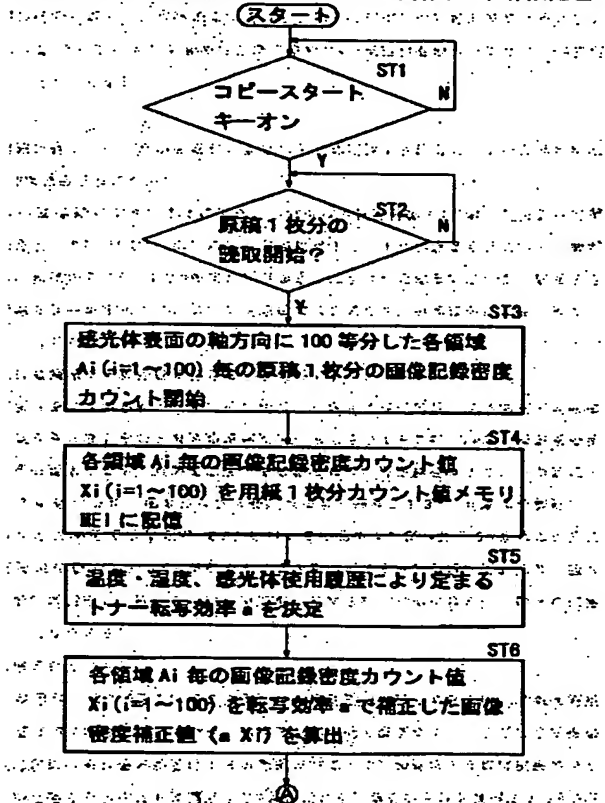 スタート
ST1
コピースタート
キーオン
N
Y
ST2
原稿1枚分の
読取開始?
N
Y
ST3
感光体表面の軸方向に100等分した各領域
Ai(i=1~100)毎の原稿1枚分の画像記録密度
カウント開始
ST4
各領域Ai毎の画像記録密度カウント値
Xi(i=1~100)を用紙1枚分カウント値メモリ
ME1に記憶
ST5
温度・湿度、感光体使用履歴により定まる
トナー転写効率aを決定
ST6
各領域Ai毎の画像記録密度カウント値
Xi(i=1~100)を転写効率aで補正した画像
密度補正値(a Xi)を算出
A